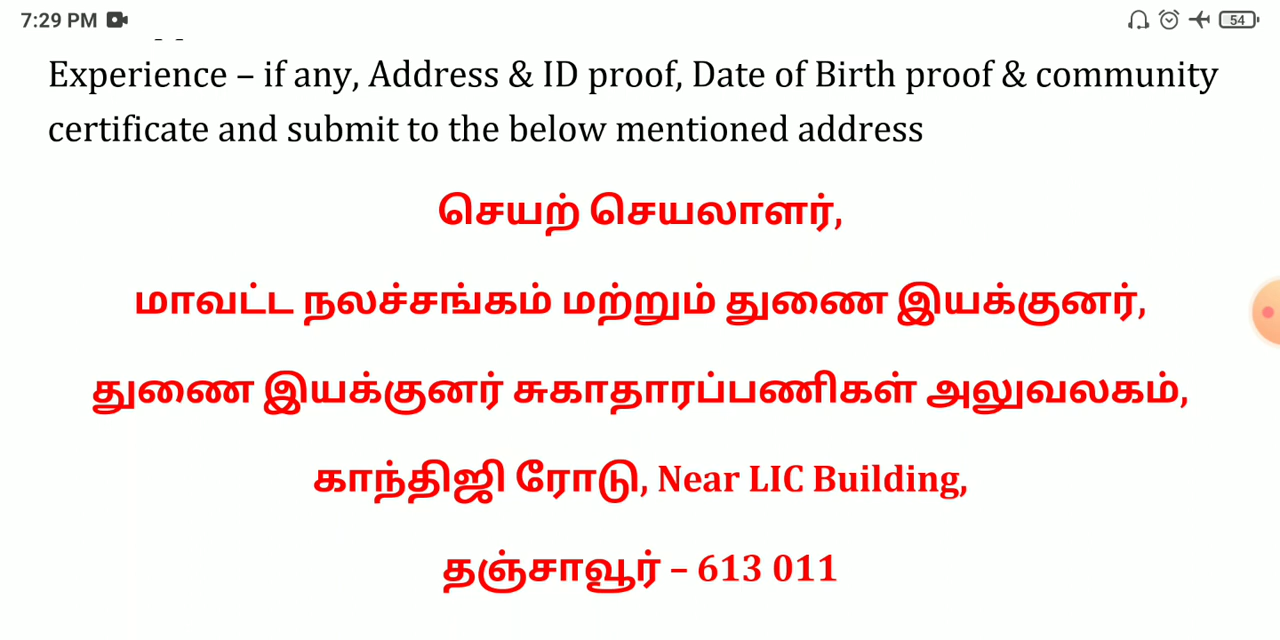 7:29 PM
54
Experience – if any, Address & ID proof, Date of Birth proof & community
certificate and submit to the below mentioned address
செயற் செயலாளர்,
மாவட்ட நலச்சங்கம் மற்றும் துணை இயக்குனர்,
துணை இயக்குனர் சுகாதாரப்பணிகள் அலுவலகம்,
காந்திஜி ரோடு, Near LIC Building,
தஞ்சாவூர் – 613 011